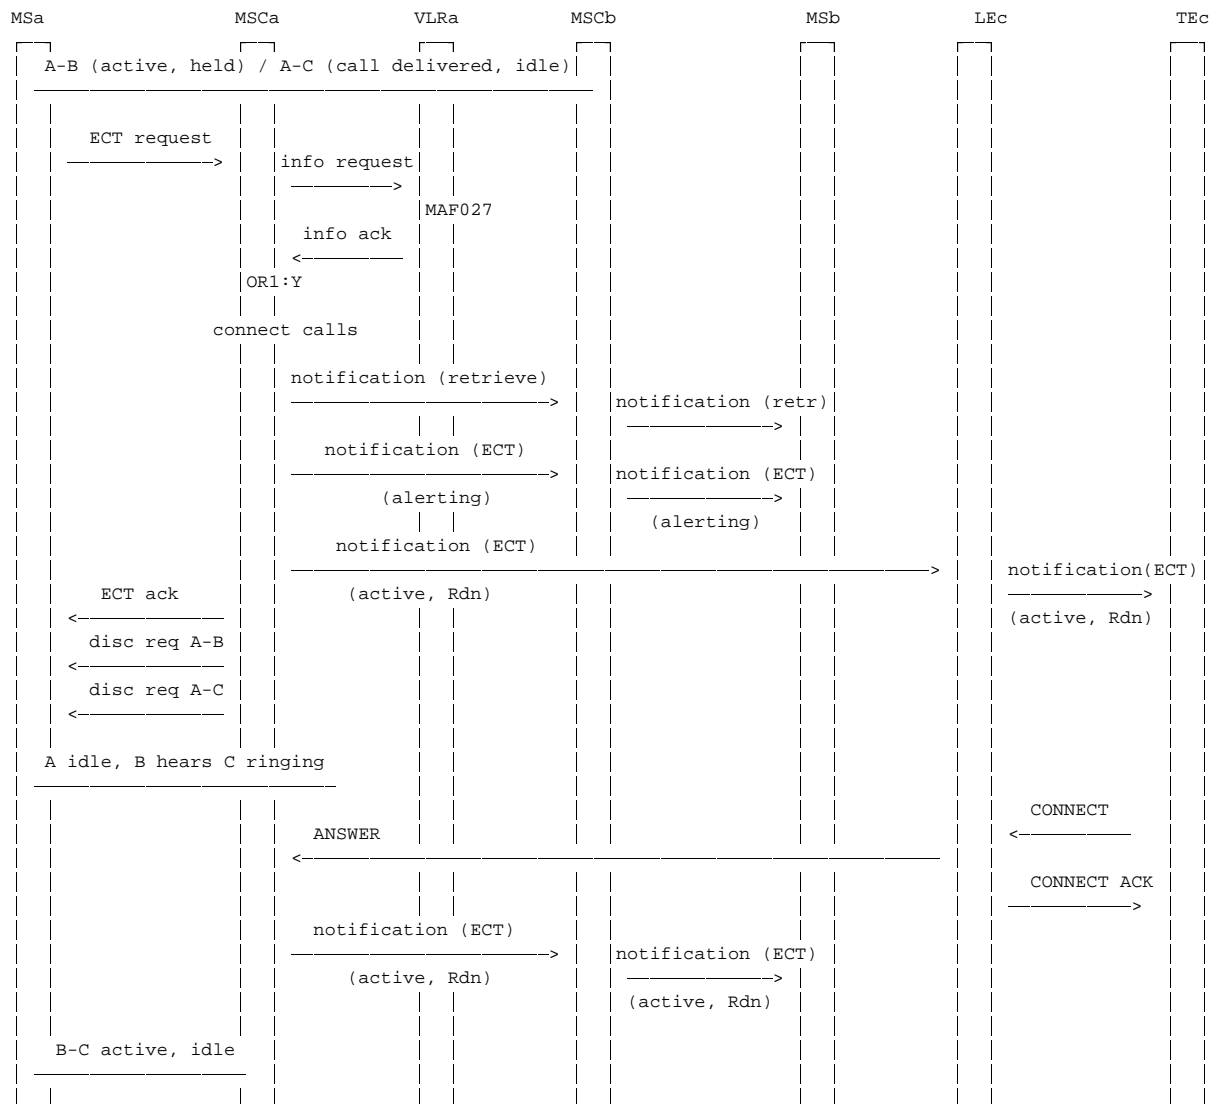 MSa MSCa VLRa MSCb MSb LEc TEc
A-B (active, held) / A-C (call delivered, idle)
ECT request
info request
MAF027
info ack
OR1:Y
connect calls
notification (retrieve)
notification (retr)
notification (ECT)
notification (ECT)
(alerting)
(alerting)
notification (ECT)
notification(ECT)
ECT ack (active, Rdn)
(active, Rdn)
disc req A-B
disc req A-C
A idle, B hears C ringing
CONNECT
ANSWER
CONNECT ACK
notification (ECT)
notification (ECT)
(active, Rdn)
(active, Rdn)
B-C active, idle